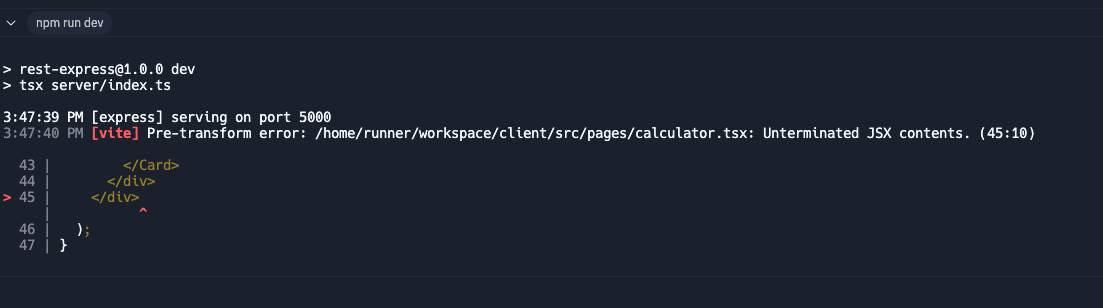 npm run dev
> rest-express@1.0.0 dev
> tsx server/index.ts
3:47:39 PM [express] serving on port 5000
3:47:40 PM [vite] Pre-transform error: /home/runner/workspace/client/src/pages/calculator.tsx: Unterminated JSX contents. (45:10)
  43 |         </Card>
  44 |       </div>
> 45 |     </div>
     |           ^
  46 |   );
  47 | }